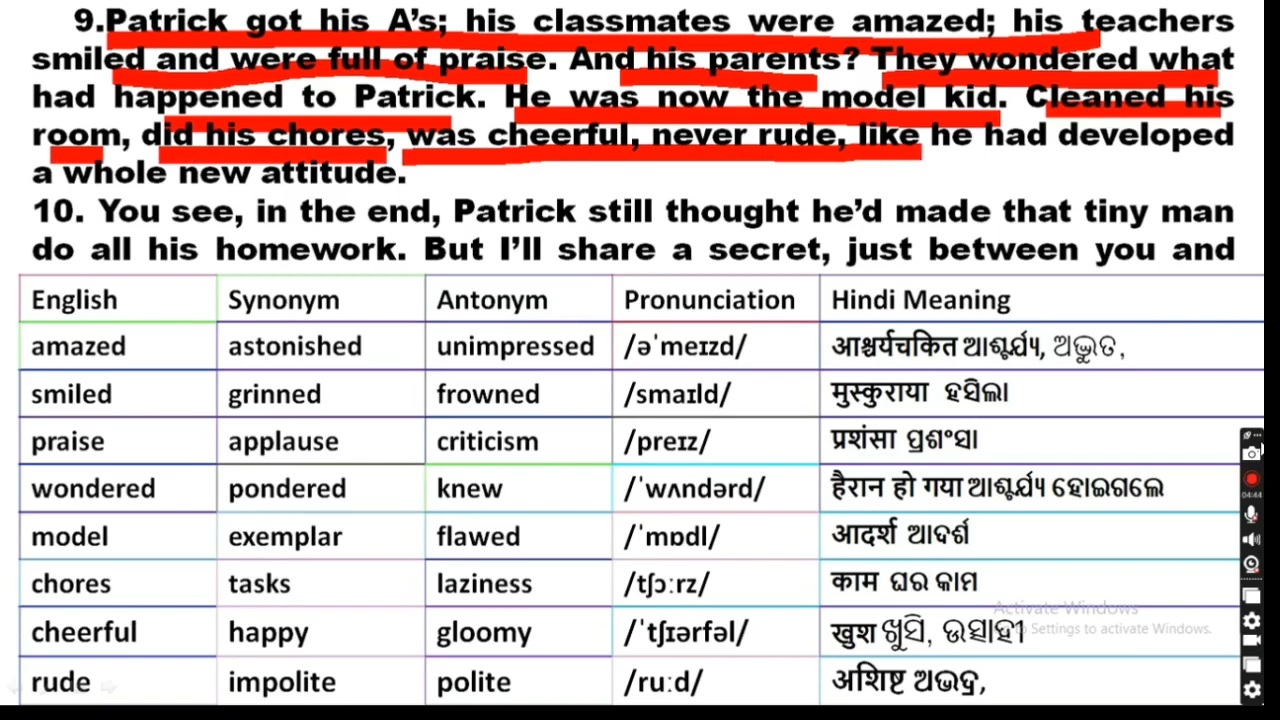 9.Patrick got his A's; his classmates were amazed; his teachers
smiled and were full of praise. And his parents? They wondered what
had happened to Patrick. He was now the model kid. Cleaned his
room, did his chores, was cheerful, never rude, like he had developed
a whole new attitude.
10. You see, in the end, Patrick still thought he'd made that tiny man
do all his homework. But I'll share a secret, just between you and
English Synonym Antonym Pronunciation Hindi Meaning
amazed astonished unimpressed /əˈmeɪzd/ आश्चर्यचकित ଆଶ୍ଚର୍ଯ୍ୟ, ଅଦ୍ଭୁତ,
smiled grinned frowned /smaɪld/ मुस्कुराया ହସିଲା
praise applause criticism /preɪz/ प्रशंसा ପ୍ରଶଂସା
wondered pondered knew /ˈwʌndərd/ हैरान हो गया ଆଶ୍ଚର୍ଯ୍ୟ ହୋଇଗଲେ
model exemplar flawed /ˈmɒdl/ आदर्श ଆଦର୍ଶ
chores tasks laziness /tʃɔːrz/ काम ଘର କାମ
cheerful happy gloomy /ˈtʃɪərfəl/ खुश ଖୁସି, ଉତ୍ସାହୀ
rude impolite polite /ruːd/ अशिष्ट ଅଭଦ୍ର,
Activate Windows
to Settings to activate Windows.
04:44